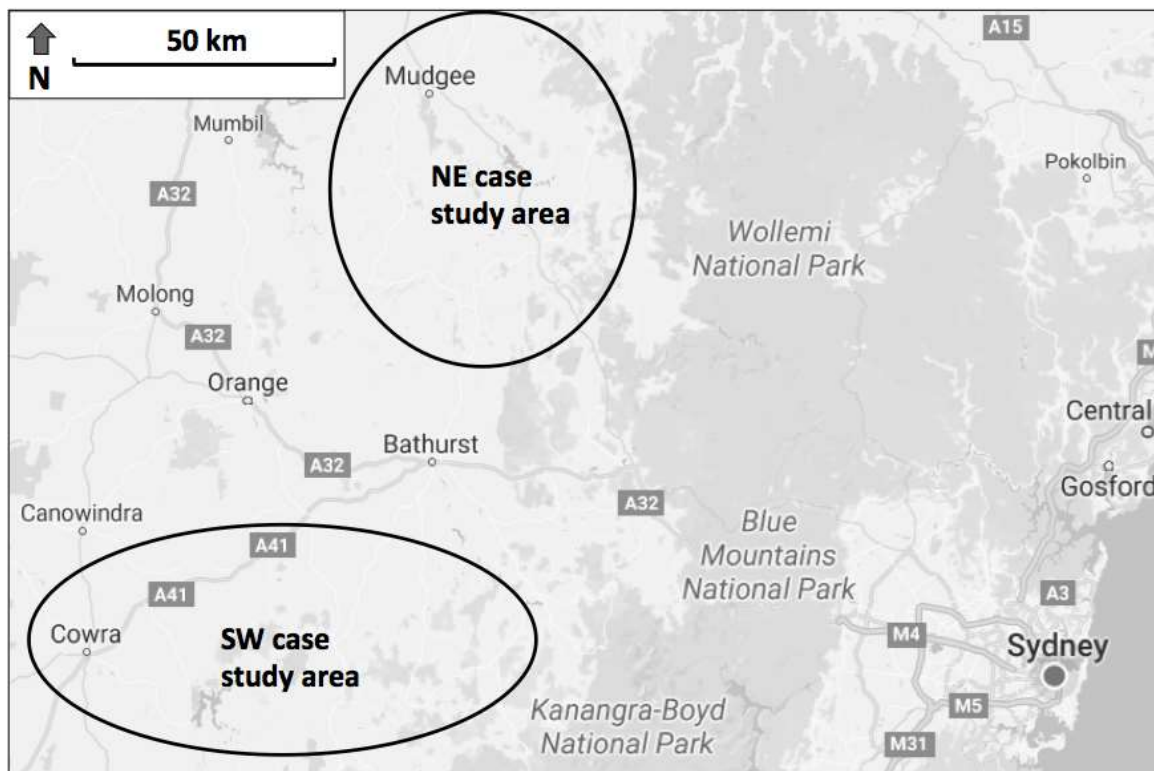 50 km
N
A15
Mudgee
Mumbil
Pokolbin
NE case
study area
A32
Wollemi
National Park
Molong
A32
M
Orange
Central
Bathurst
A32
Gosford
A32
Canowindra
Blue
Mountains
National Park
A41
A41
A3
Cowra
SW case
study area
M4
Sydney
Kanangra-Boyd
National Park
M5
M31